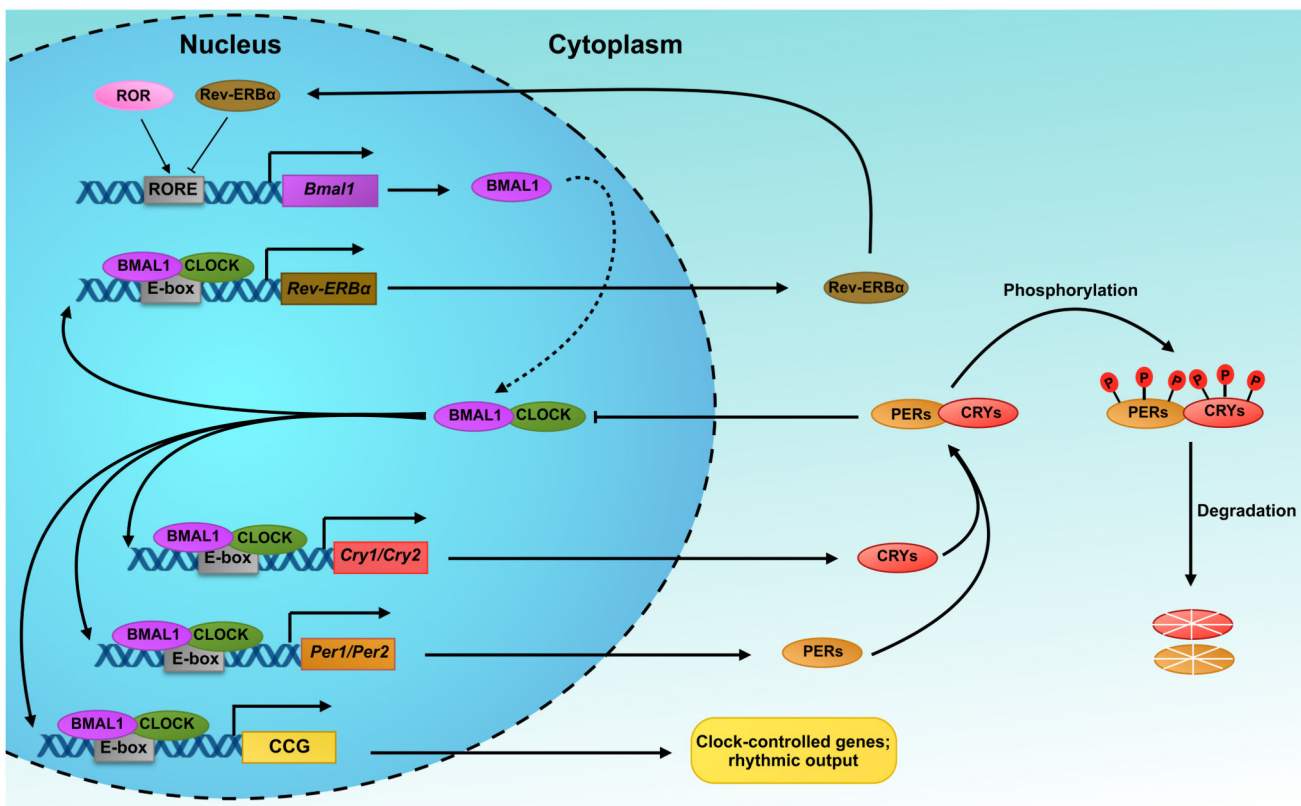 Nucleus
Cytoplasm
ROR
Rev-ERBα
RORE
Bmal1
BMAL1
BMAL1
CLOCK
E-box
Rev-ERBα
Rev-ERBα
Phosphorylation
P
P
P
P
P
P
PERs
CRYs
BMAL1
CLOCK
PERs
CRYs
Degradation
BMAL1
CLOCK
E-box
Cry1/Cry2
CRYs
BMAL1
CLOCK
E-box
Per1/Per2
PERs
BMAL1
CLOCK
E-box
CCG
Clock-controlled genes;
rhythmic output